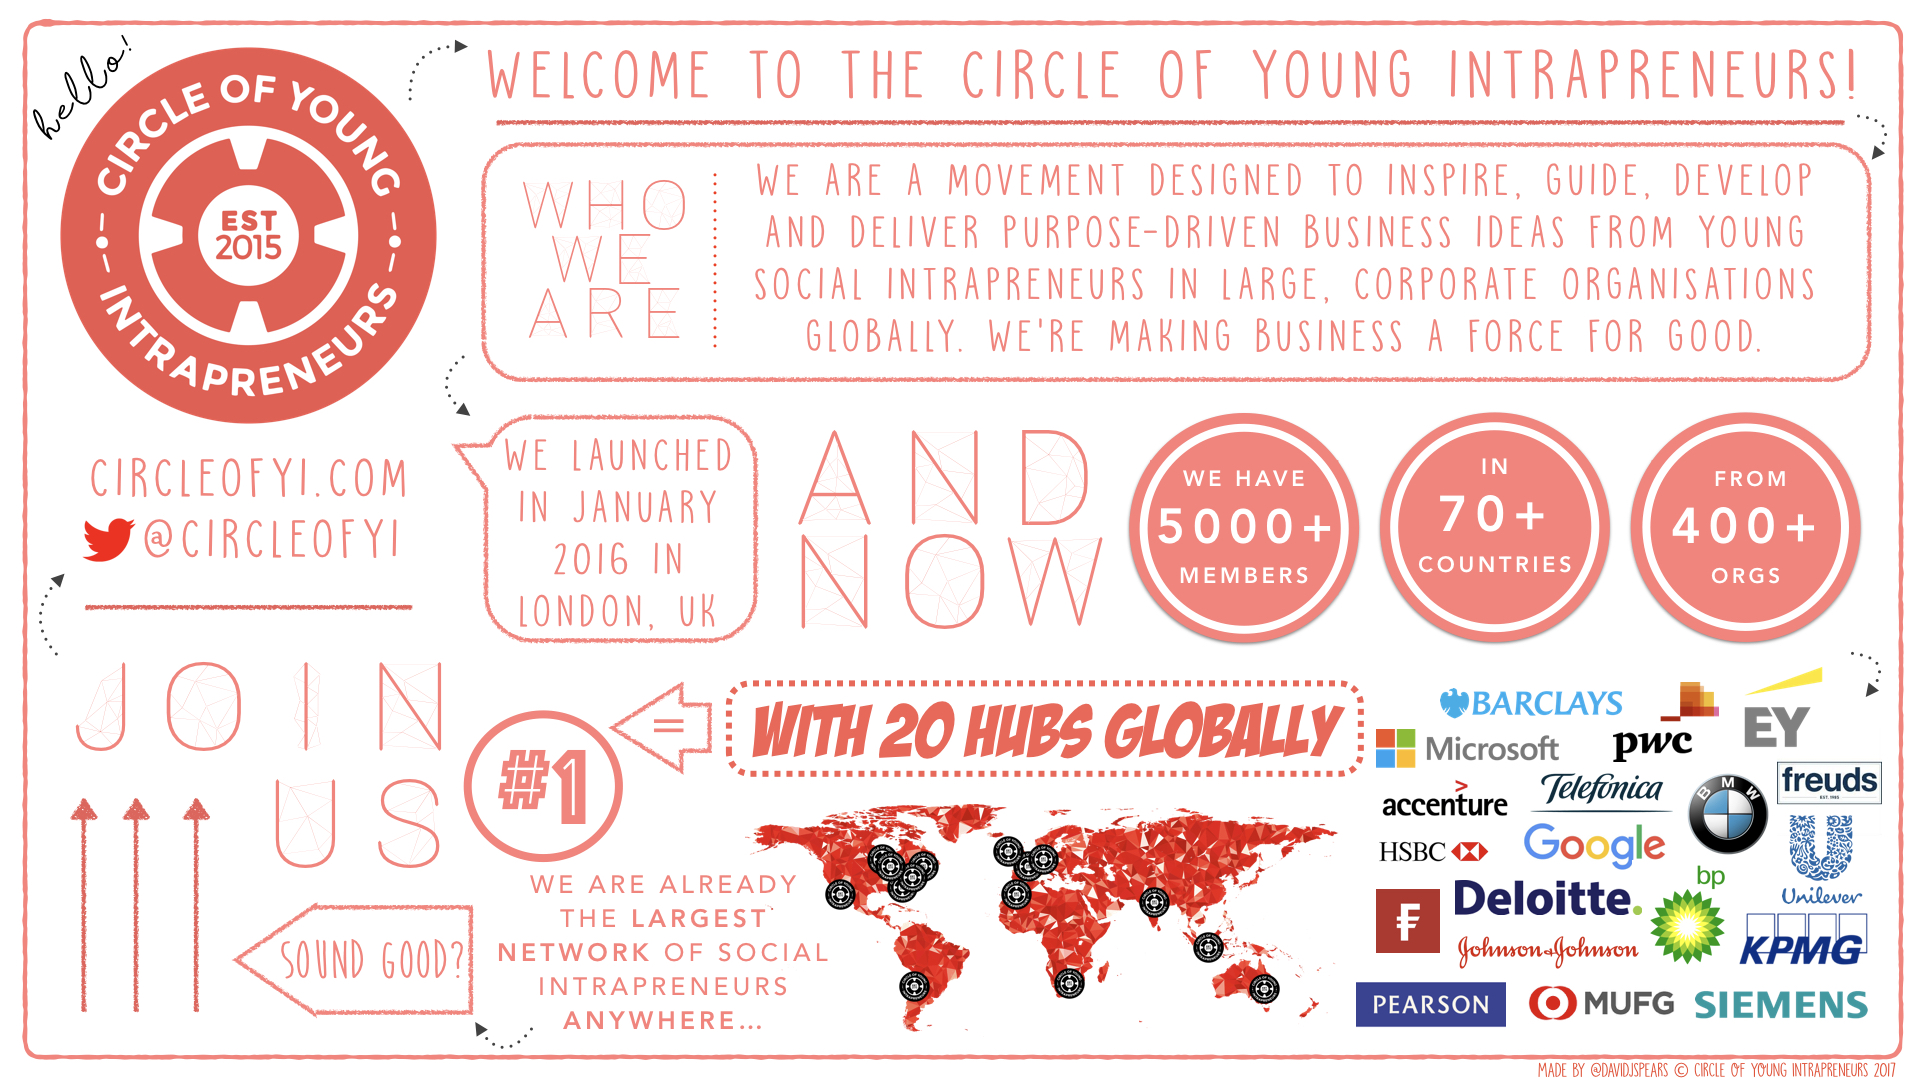 hello!
CIRCLE OF YOUNG
INTRAPRENEURS
EST
2015
WELCOME TO THE CIRCLE OF YOUNG INTRAPRENEURS!
WHO
WE
ARE
WE ARE A MOVEMENT DESIGNED TO INSPIRE, GUIDE, DEVELOP
AND DELIVER PURPOSE-DRIVEN BUSINESS IDEAS FROM YOUNG
SOCIAL INTRAPRENEURS IN LARGE, CORPORATE ORGANISATIONS
GLOBALLY. WE'RE MAKING BUSINESS A FORCE FOR GOOD.
CIRCLEOFYI.COM
@CIRCLEOFYI
WE LAUNCHED
IN JANUARY
2016 IN
LONDON, UK
AND
NOW
WE HAVE
5000+
MEMBERS
IN
70+
COUNTRIES
FROM
400+
ORGS
WITH 20 HUBS GLOBALLY
=
#1
WE ARE ALREADY
THE LARGEST
NETWORK OF SOCIAL
INTRAPRENEURS
ANYWHERE...
SOUND GOOD?
JOIN
US
BARCLAYS
pwc
EY
Microsoft
accenture
Telefónica
BMW
freuds
EST. 1985
HSBC
Google
Unilever
F
Deloitte.
bp
Johnson & Johnson
KPMG
PEARSON
MUFG
SIEMENS
MADE BY @DAVIDJSPEARS © CIRCLE OF YOUNG INTRAPRENEURS 2017